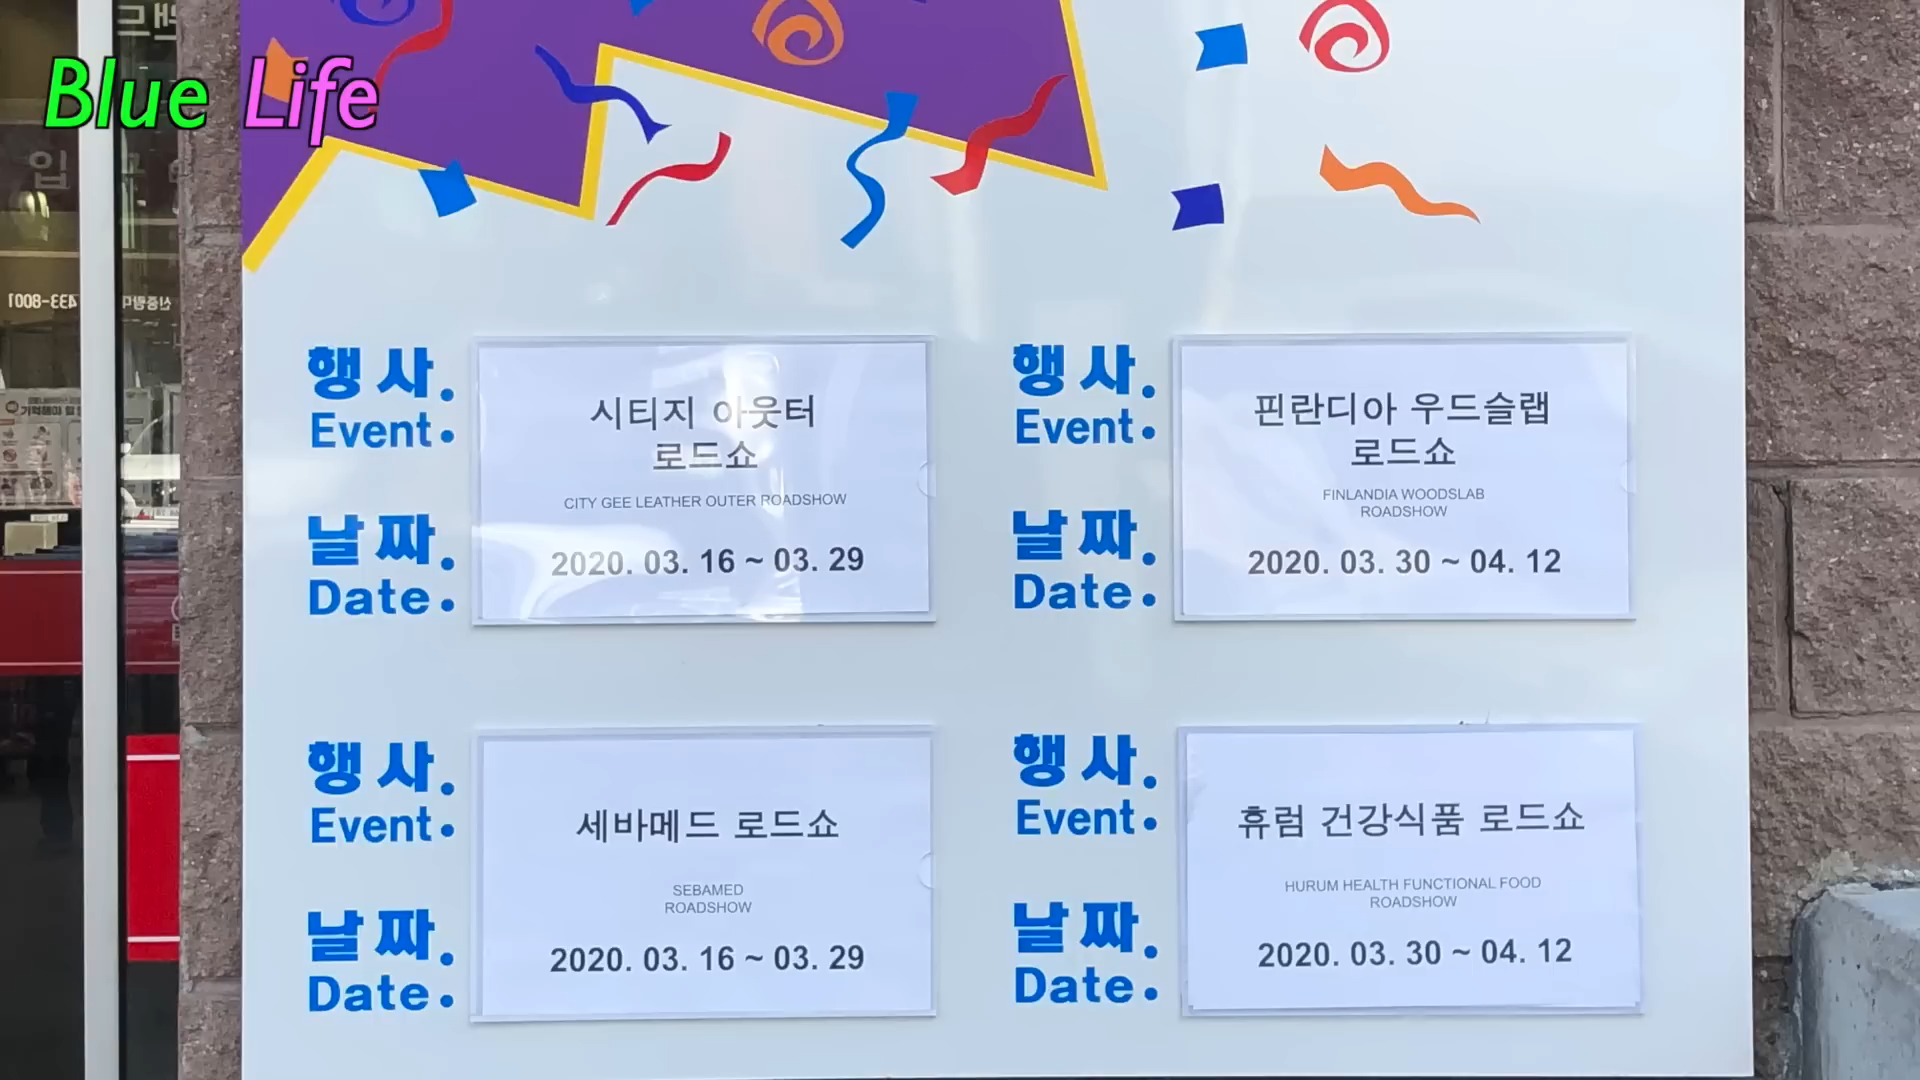 Blue Life
행사:
Event:
시티지 아웃터
로드쇼
CITY GEE LEATHER OUTER ROADSHOW
날짜:
Date:
2020. 03. 16 ~ 03. 29
행사:
Event:
핀란디아 우드슬랩
로드쇼
FINLANDIA WOODSLAB
ROADSHOW
날짜:
Date:
2020. 03. 30 ~ 04. 12
행사:
Event:
세바메드 로드쇼
SEBAMED
ROADSHOW
날짜:
Date:
2020. 03. 16 ~ 03. 29
행사:
Event:
휴럼 건강식품 로드쇼
HURUM HEALTH FUNCTIONAL FOOD
ROADSHOW
날짜:
Date:
2020. 03. 30 ~ 04. 12